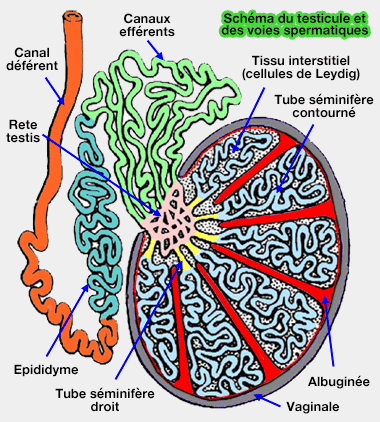 Schéma du testicule et
des voies spermatiques
Canaux
efférents
Canal
déférent
Tissu interstitiel
(cellules de Leydig)
Tube séminifère
contourné
Rete
testis
Epididyme
Tube séminifère
droit
Albuginée
Vaginale